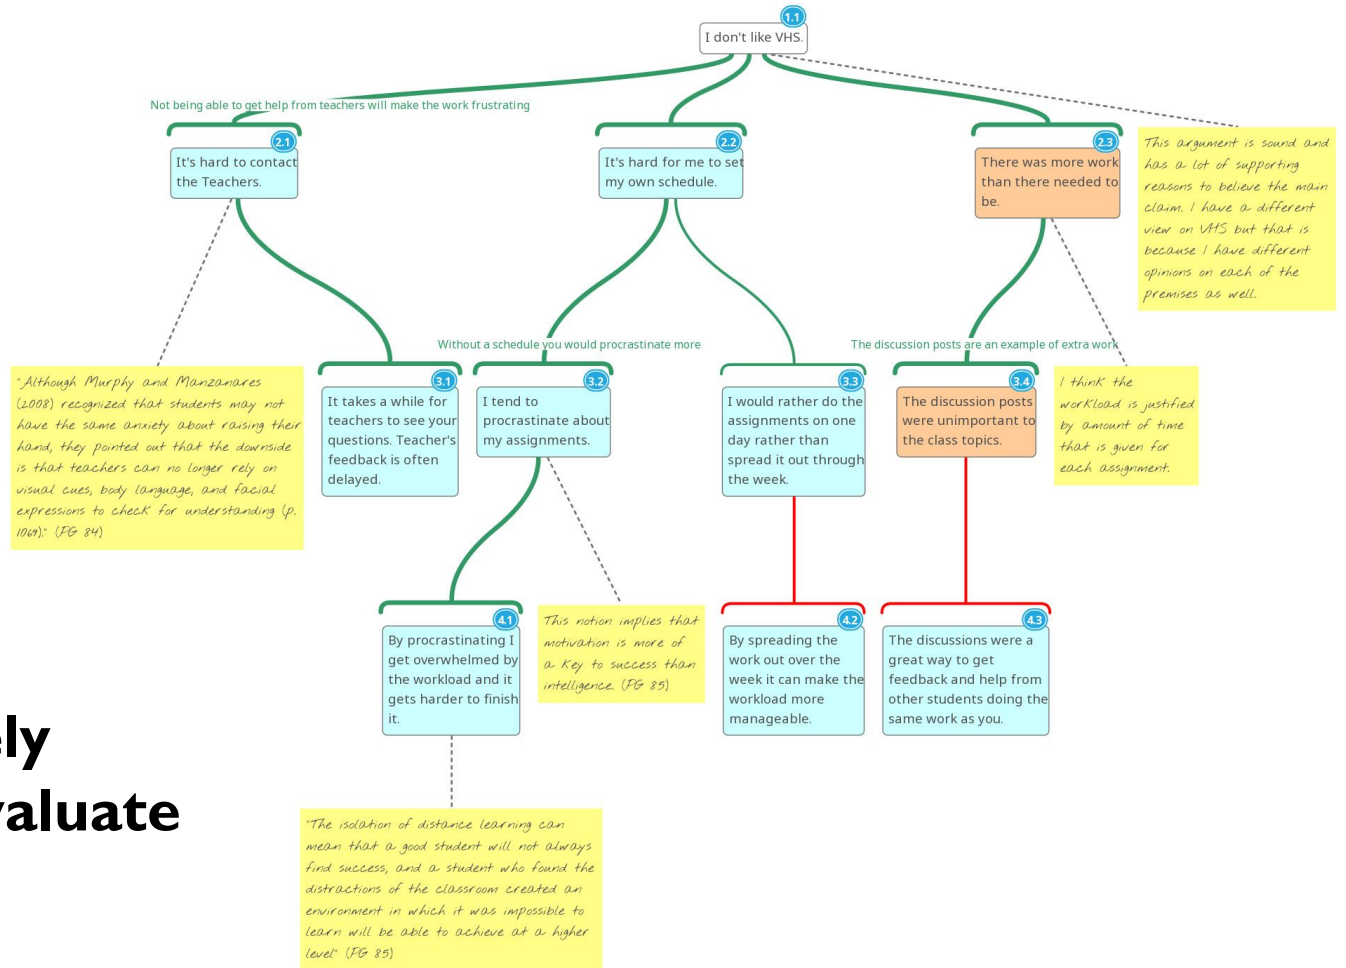 1.1
I don't like VHS.
Not being able to get help from teachers will make the work frustrating
2.1
It's hard to contact
the Teachers.
2.2
It's hard for me to set
my own schedule.
2.3
There was more work
than there needed to
be.
This argument is sound and
has a lot of supporting
reasons to believe the main
claim. I have a different
view on VHS but that is
because I have different
opinions on each of the
premises as well.
"Although Murphy and Manzanares
(2008) recognized that students may not
have the same anxiety about raising their
hand, they pointed out that the downside
is that teachers can no longer rely on
visual cues, body language, and facial
expressions to check for understanding (p.
1069)." (PG 84)
3.1
It takes a while for
teachers to see your
questions. Teacher's
feedback is often
delayed.
Without a schedule you would procrastinate more
3.2
I tend to
procrastinate about
my assignments.
3.3
I would rather do the
assignments on one
day rather than
spread it out through
the week.
The discussion posts are an example of extra work
3.4
The discussion posts
were unimportant to
the class topics.
I think the
workload is justified
by amount of time
that is given for
each assignment.
4.1
By procrastinating I
get overwhelmed by
the workload and it
gets harder to finish
it.
This notion implies that
motivation is more of
a key to success than
intelligence. (PG 85)
4.2
By spreading the
work out over the
week it can make the
workload more
manageable.
4.3
The discussions were a
great way to get
feedback and help from
other students doing the
same work as you.
ely
valuate
"The isolation of distance learning can
mean that a good student will not always
find success, and a student who found the
distractions of the classroom created an
environment in which it was impossible to
learn will be able to achieve at a higher
level" (PG 85)